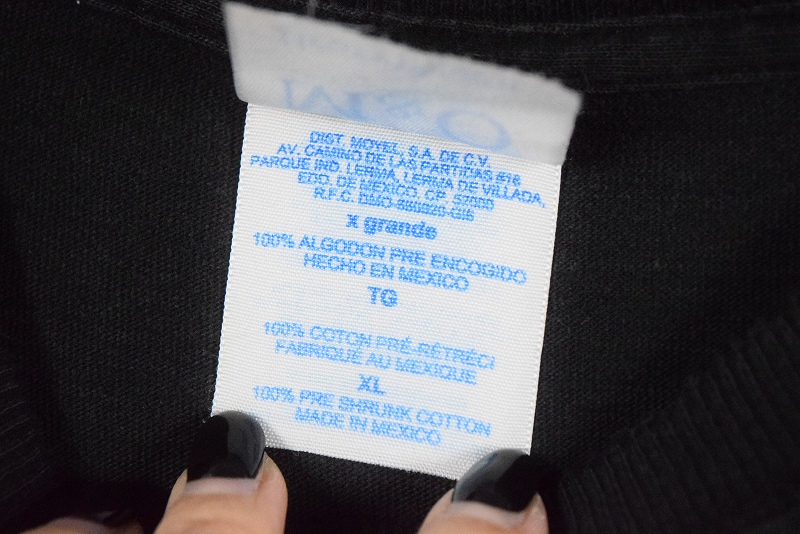 DIST. MOYEL, S.A. DE C.V.
AV. CAMINO DE LAS PARTIDAS #16
PARQUE IND. LERMA, LERMA DE VILLADA,
EDO. DE MEXICO, CP. 52000
R.F.C.
x grande
100% ALGODON PRE ENCOGIDO
HECHO EN MEXICO
TG
100% COTON PRÉ-RÉTRÉCI
FABRIQUÉ AU MEXIQUE
XL
100% PRE SHRUNK COTTON
MADE IN MEXICO